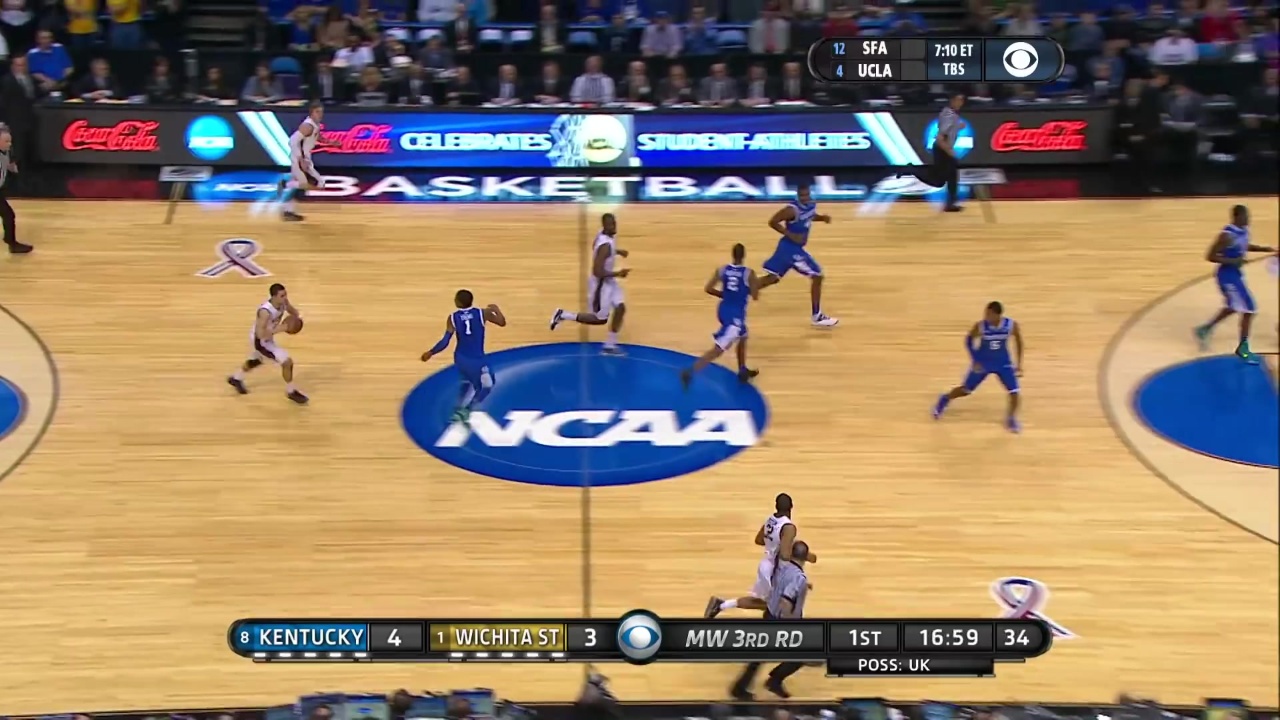 12 SFA
4 UCLA
7:10 ET
TBS
Coca-Cola
Coca-Cola CELEBRATES STUDENT-ATHLETES
Coca-Cola
NCAA BASKETBALL
1
2
5
NCAA
2
8 KENTUCKY 4 1 WICHITA ST 3 MW 3RD RD 1ST 16:59 34
POSS: UK